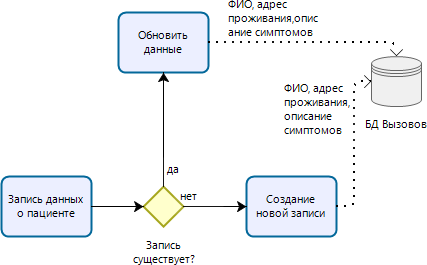 ФИО, адрес
проживания,опис
ание симптомов
Обновить
данные
ФИО, адрес
проживания,
описание
симптомов
БД Вызовов
да
нет
Запись данных
о пациенте
Создание
новой записи
Запись
существует?